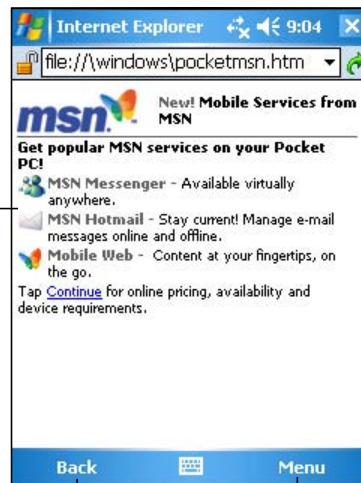 Internet Explorer 9:04
file://windows\pocketmsn.htm
msn
New! Mobile Services from
MSN
Get popular MSN services on your Pocket
PC!
MSN Messenger - Available virtually
anywhere.
MSN Hotmail - Stay current! Manage e-mail
messages online and offline.
Mobile Web - Content at your fingertips, on
the go.
Tap Continue for online pricing, availability and
device requirements.
Back Menu